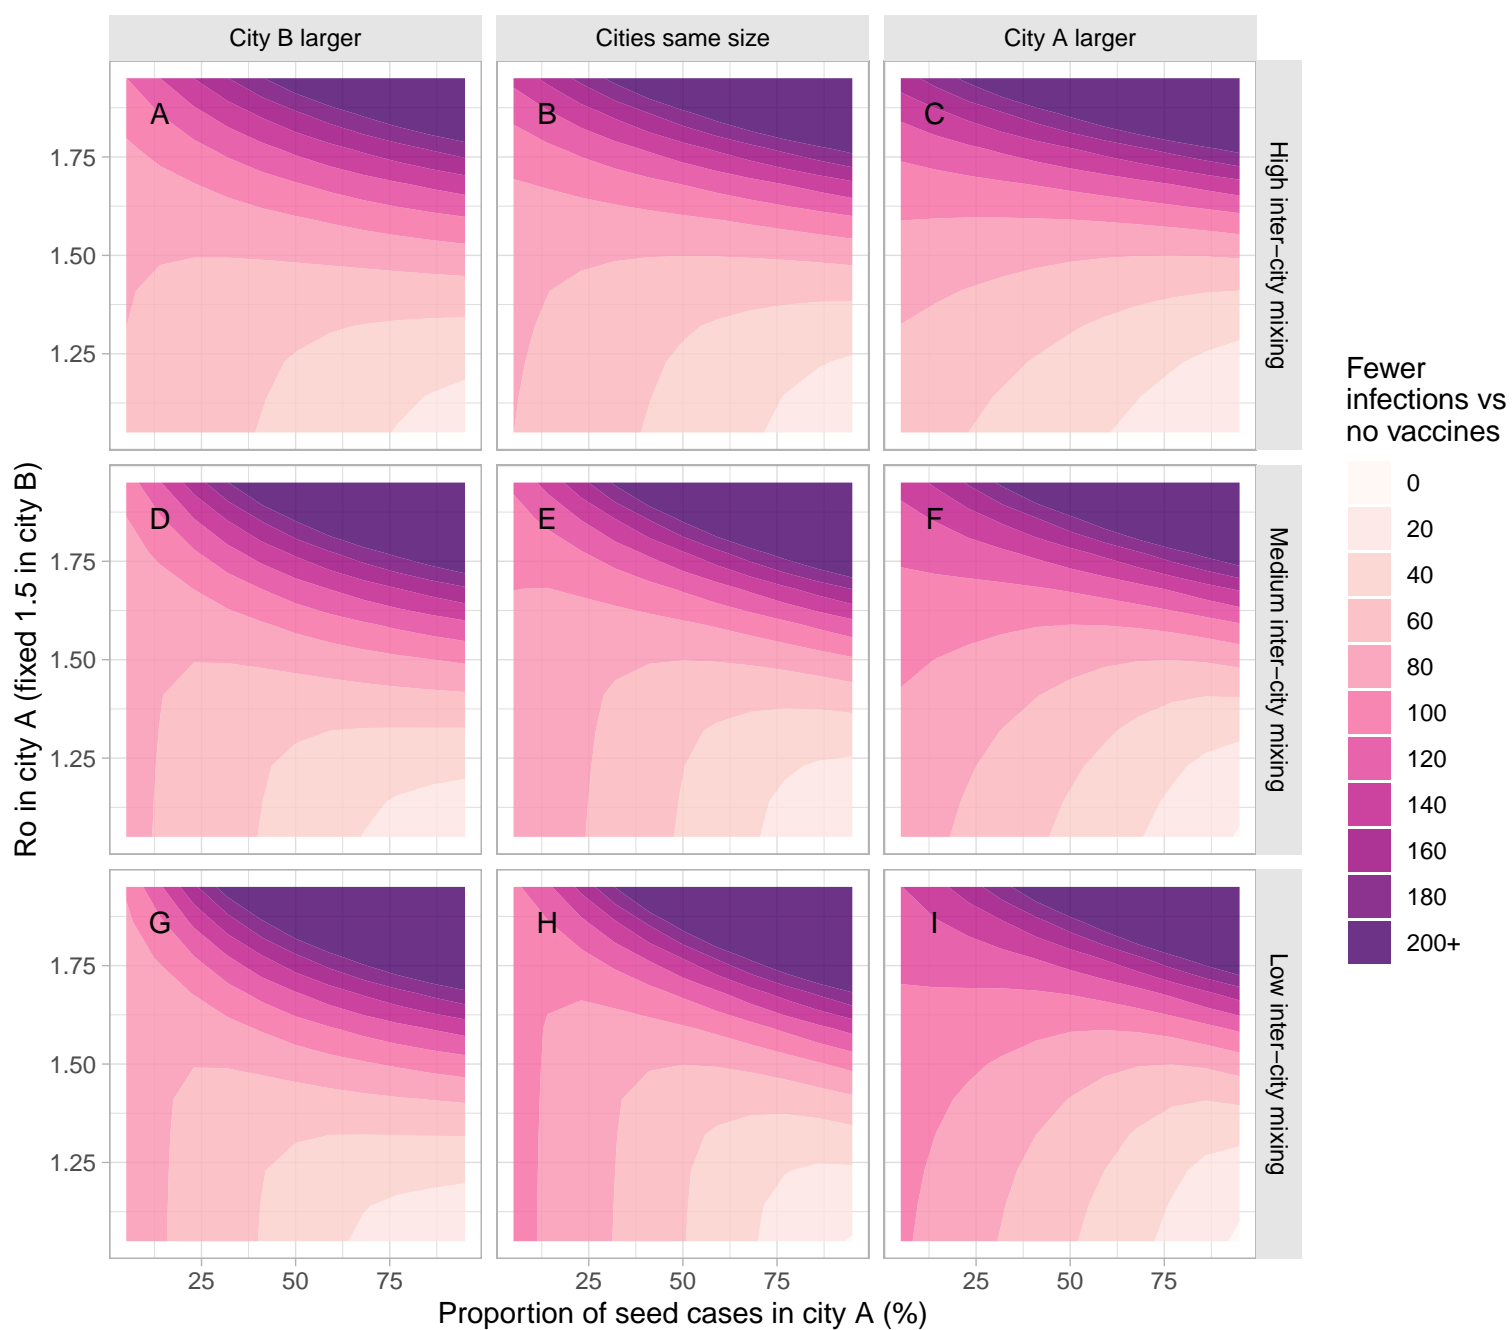 City B larger
Cities same size
City A larger
A
B
C
High inter−city mixing
1.75
1.50
1.25
D
E
F
Medium inter−city mixing
1.75
1.50
1.25
G
H
I
Low inter−city mixing
1.75
1.50
1.25
25
50
75
25
50
75
25
50
75
Proportion of seed cases in city A (%)
Ro in city A (fixed 1.5 in city B)
Fewer
infections vs
no vaccines
0
20
40
60
80
100
120
140
160
180
200+